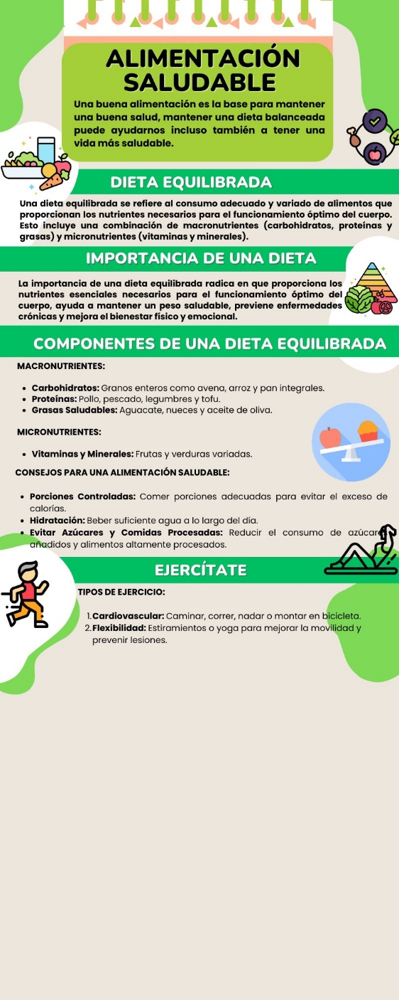 ALIMENTACIÓN
SALUDABLE
Una buena alimentación es la base para mantener
una buena salud, mantener una dieta balanceada
puede ayudarnos incluso también a tener una
vida más saludable.
DIETA EQUILIBRADA
Una dieta equilibrada se refiere al consumo adecuado y variado de alimentos que
proporcionan los nutrientes necesarios para el funcionamiento óptimo del cuerpo.
Esto incluye una combinación de macronutrientes (carbohidratos, proteínas y
grasas) y micronutrientes (vitaminas y minerales).
IMPORTANCIA DE UNA DIETA
La importancia de una dieta equilibrada radica en que proporciona los
nutrientes esenciales necesarios para el funcionamiento óptimo del
cuerpo, ayuda a mantener un peso saludable, previene enfermedades
crónicas y mejora el bienestar físico y emocional.
COMPONENTES DE UNA DIETA EQUILIBRADA
MACRONUTRIENTES:
• Carbohidratos: Granos enteros como avena, arroz y pan integrales.
• Proteínas: Pollo, pescado, legumbres y tofu.
• Grasas Saludables: Aguacate, nueces y aceite de oliva.
MICRONUTRIENTES:
• Vitaminas y Minerales: Frutas y verduras variadas.
CONSEJOS PARA UNA ALIMENTACIÓN SALUDABLE:
• Porciones Controladas: Comer porciones adecuadas para evitar el exceso de
calorías.
• Hidratación: Beber suficiente agua a lo largo del día.
• Evitar Azúcares y Comidas Procesadas: Reducir el consumo de azúcares
añadidos y alimentos altamente procesados.
EJERCÍTATE
TIPOS DE EJERCICIO:
1. Cardiovascular: Caminar, correr, nadar o montar en bicicleta.
2. Flexibilidad: Estiramientos o yoga para mejorar la movilidad y
prevenir lesiones.